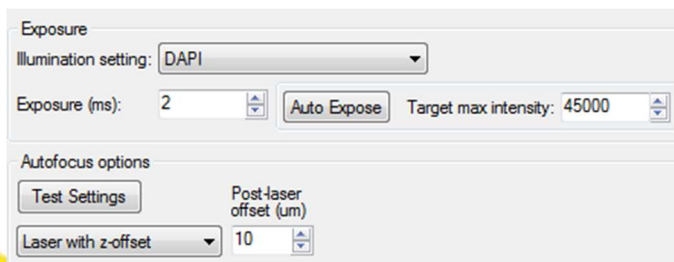 Exposure
Illumination setting: DAPI
Exposure (ms): 2 Auto Expose Target max intensity: 45000
Autofocus options
Test Settings
Post-laser
offset (um)
Laser with z-offset 10